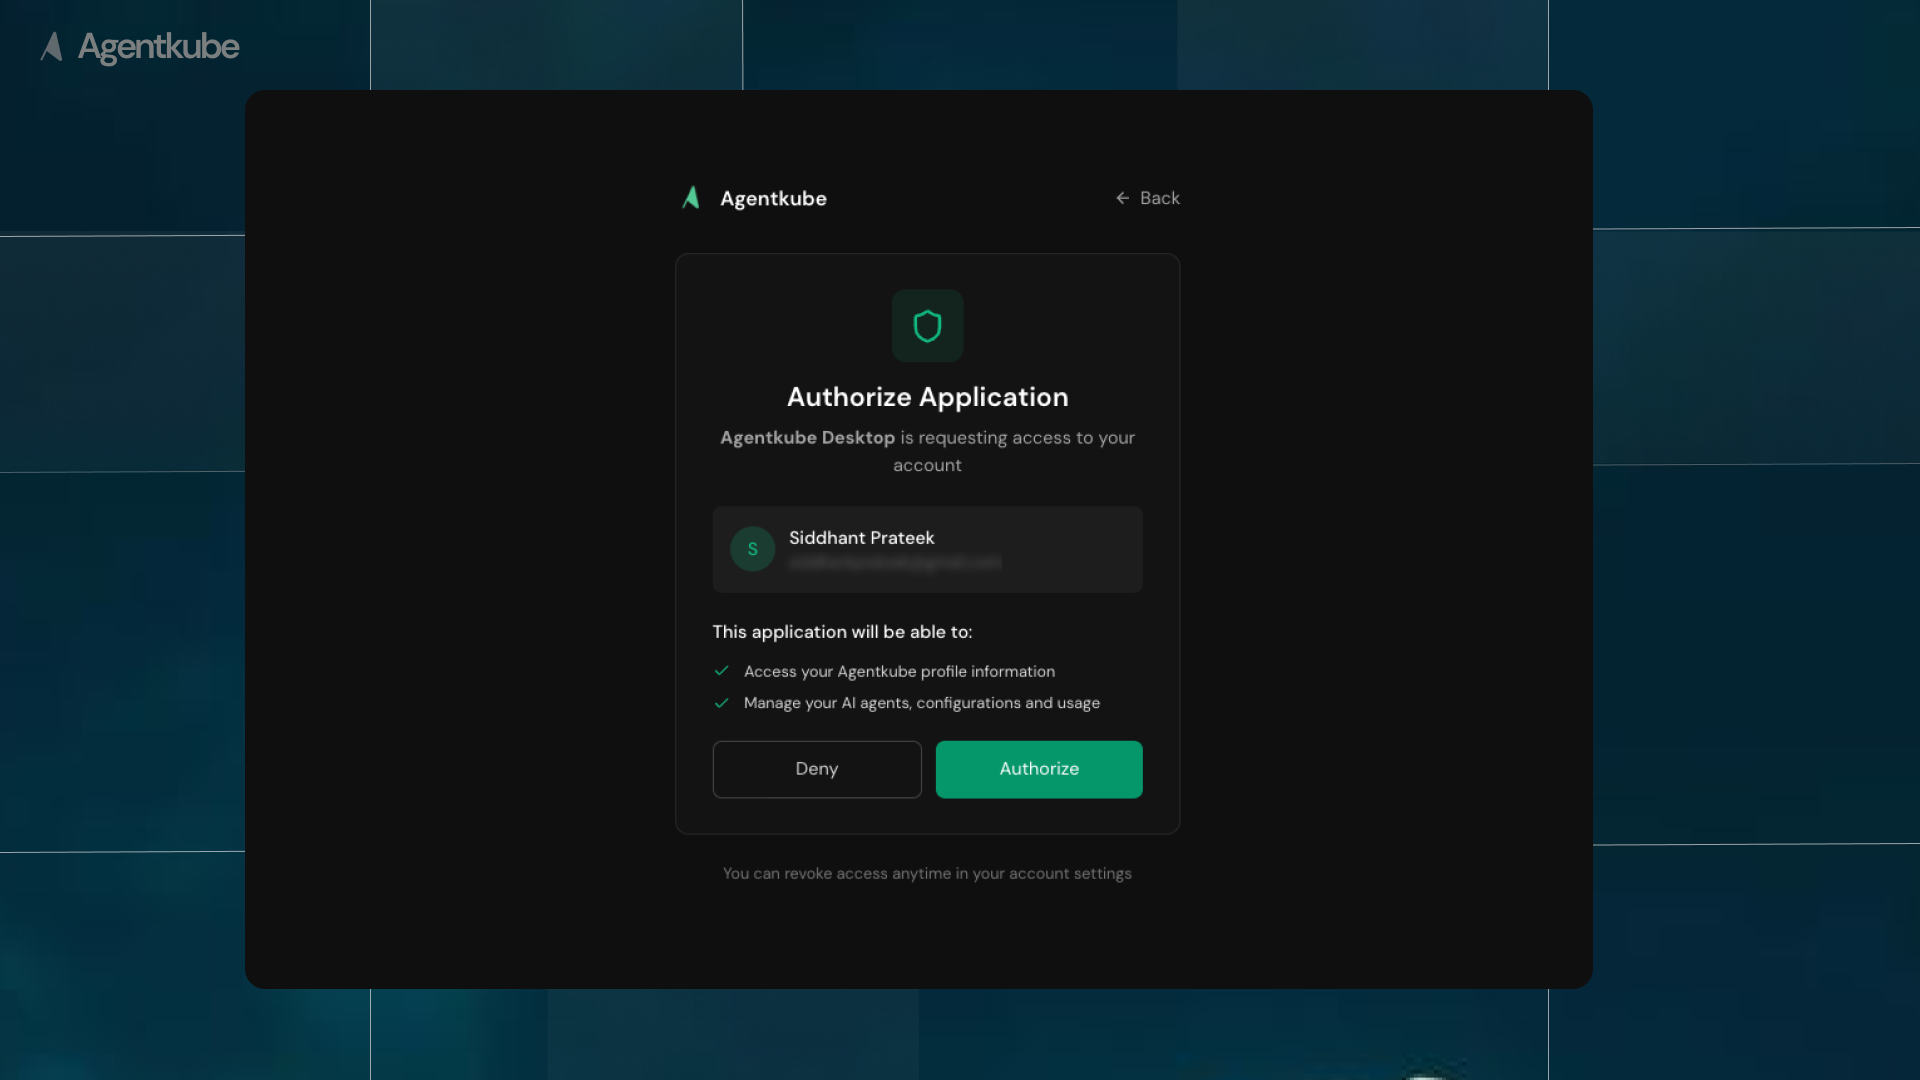 Agentkube
Agentkube
← Back
Authorize Application
Agentkube Desktop is requesting access to your
account
S
Siddhant Prateek
This application will be able to:
✓ Access your Agentkube profile information
✓ Manage your AI agents, configurations and usage
Deny
Authorize
You can revoke access anytime in your account settings